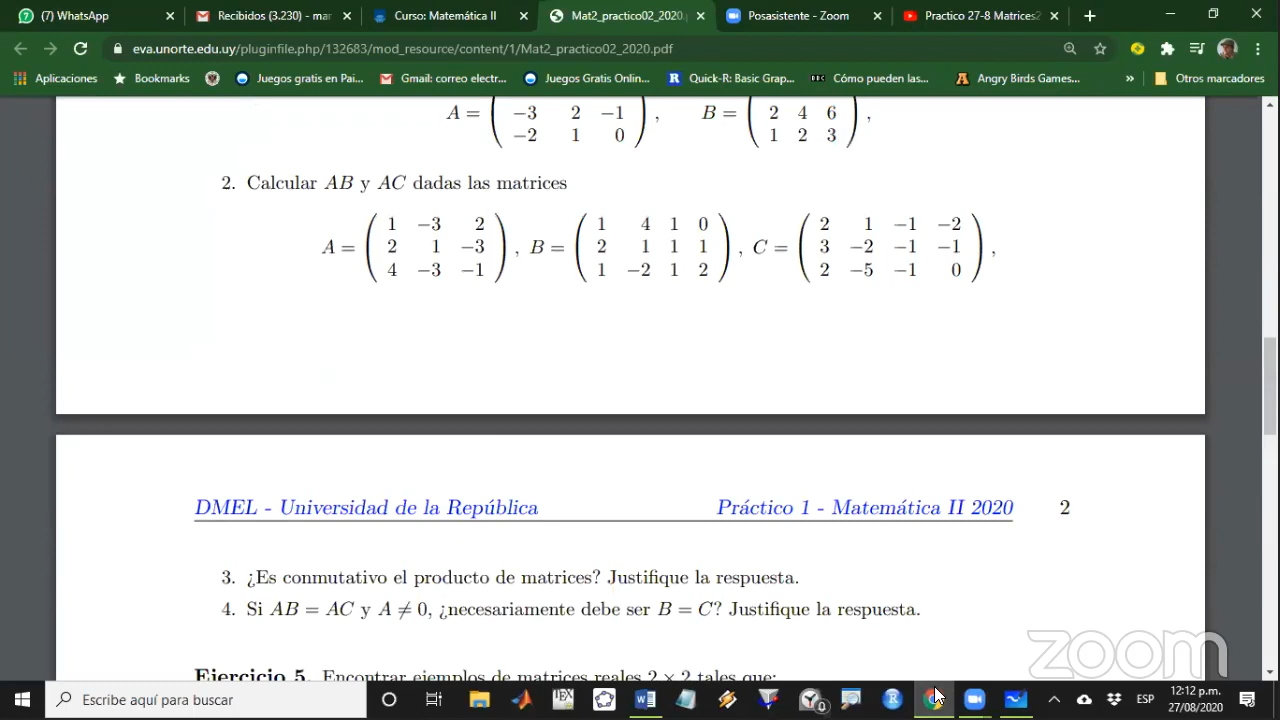 (7) WhatsApp
Recibidos (3.230) - mar
Curso: Matemática II
Mat2_practico02_2020.
Posasistente - Zoom
Practico 27-8 Matrices2
eva.unorte.edu.uy/pluginfile.php/132683/mod_resource/content/1/Mat2_practico02_2020.pdf
Aplicaciones
Bookmarks
Juegos gratis en Pai...
Gmail: correo electr...
Juegos Gratis Onlin...
Quick-R: Basic Grap...
Cómo pueden las...
Angry Birds Games...
»
Otros marcadores
A = ( −3 2 −1 ) , B = ( 2 4 6 ) ,
−2 1 0 1 2 3
2. Calcular AB y AC dadas las matrices
1 −3 2 1 4 1 0 2 1 −1 −2
A = ( 2 1 −3 ) , B = ( 2 1 1 1 ) , C = ( 3 −2 −1 −1 ) ,
4 −3 −1 1 −2 1 2 2 −5 −1 0
DMEL - Universidad de la República Práctico 1 - Matemática II 2020 2
3. ¿Es conmutativo el producto de matrices? Justifique la respuesta.
4. Si AB = AC y A ≠ 0, ¿necesariamente debe ser B = C? Justifique la respuesta.
Ejercicio 5. Encontrar ejemplos de matrices reales 2 × 2 tales que:
zoom
Escribe aquí para buscar
ESP
12:12 p.m.
27/08/2020